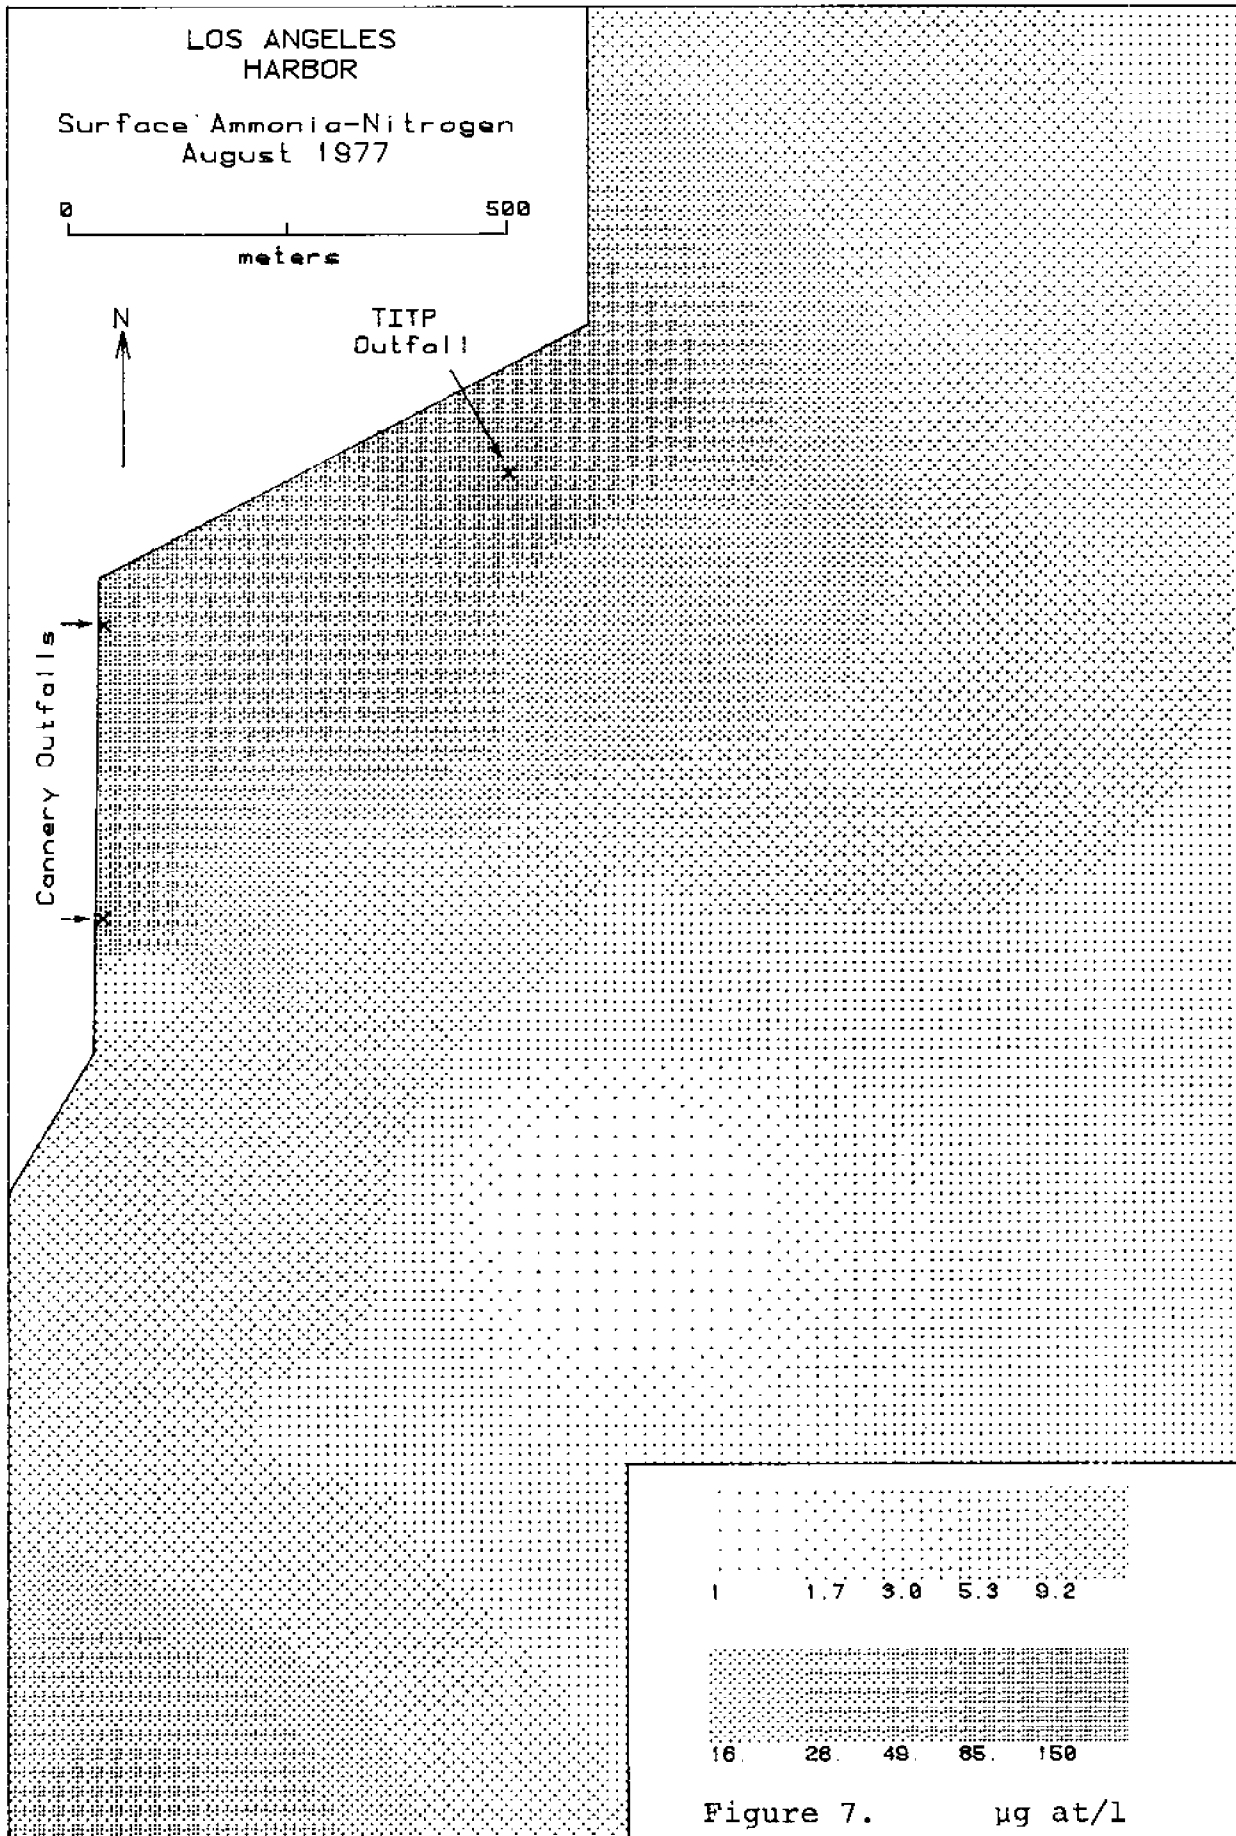 LOS ANGELES
HARBOR
Surface Ammonia-Nitrogen
August 1977
0 500
meters
N
TITP
Outfall
Cannery Outfalls
1 1.7 3.0 5.3 9.2
16. 28. 49. 85. 150
Figure 7. µg at/l